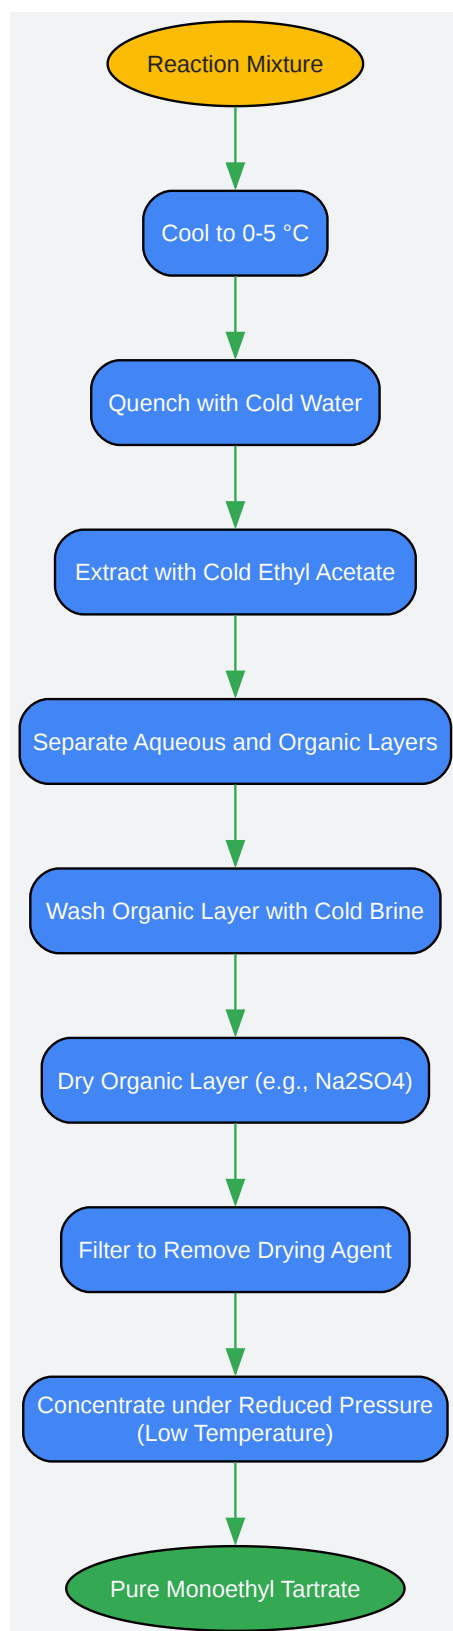 Reaction Mixture
Cool to 0-5 °C
Quench with Cold Water
Extract with Cold Ethyl Acetate
Separate Aqueous and Organic Layers
Wash Organic Layer with Cold Brine
Dry Organic Layer (e.g., Na2SO4)
Filter to Remove Drying Agent
Concentrate under Reduced Pressure
(Low Temperature)
Pure Monoethyl Tartrate